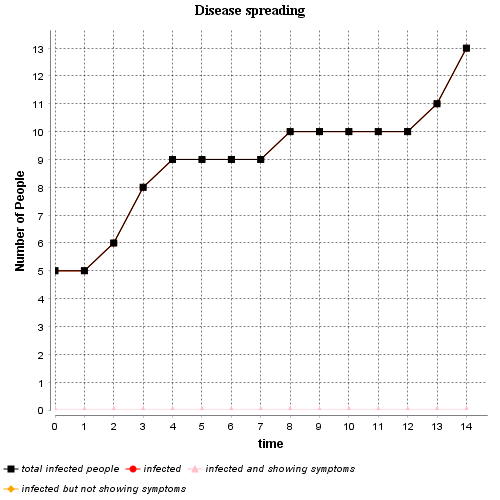 Disease spreading
Number of People
13
12
11
10
9
8
7
6
5
4
3
2
1
0
0 1 2 3 4 5 6 7 8 9 10 11 12 13 14
time
total infected people infected infected and showing symptoms
infected but not showing symptoms